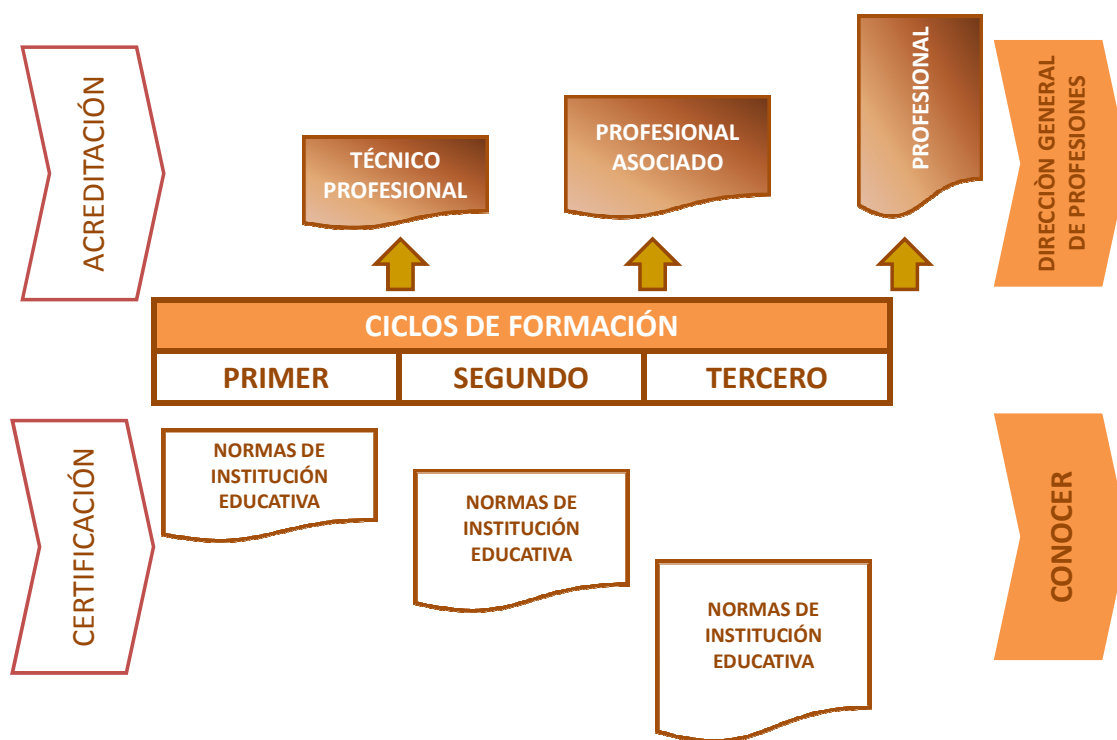 ACREDITACIÓN
TÉCNICO
PROFESIONAL
PROFESIONAL
ASOCIADO
PROFESIONAL
DIRECCIÒN GENERAL
DE PROFESIONES
CICLOS DE FORMACIÓN
PRIMER
SEGUNDO
TERCERO
CERTIFICACIÓN
NORMAS DE
INSTITUCIÓN
EDUCATIVA
NORMAS DE
INSTITUCIÓN
EDUCATIVA
NORMAS DE
INSTITUCIÓN
EDUCATIVA
CONOCER